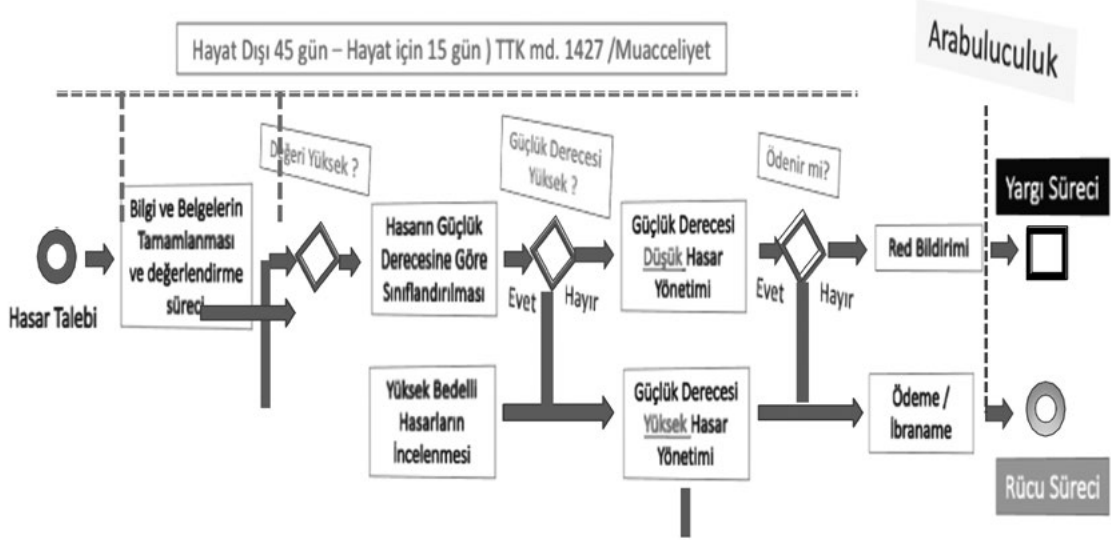 Hayat Dışı 45 gün – Hayat için 15 gün ) TTK md. 1427 /Muacceliyet
Arabuluculuk
Değeri Yüksek ?
Güçlük Derecesi
Yüksek ?
Ödenir mi?
Yargı Süreci
Hasar Talebi
Bilgi ve Belgelerin
Tamamlanması
ve değerlendirme
süreci
Hasarın Güçlük
Derecesine Göre
Sınıflandırılması
Evet
Hayır
Güçlük Derecesi
Düşük Hasar
Yönetimi
Evet
Hayır
Red Bildirimi
Yüksek Bedelli
Hasarların
İncelenmesi
Güçlük Derecesi
Yüksek Hasar
Yönetimi
Ödeme /
İbraname
Rücu Süreci